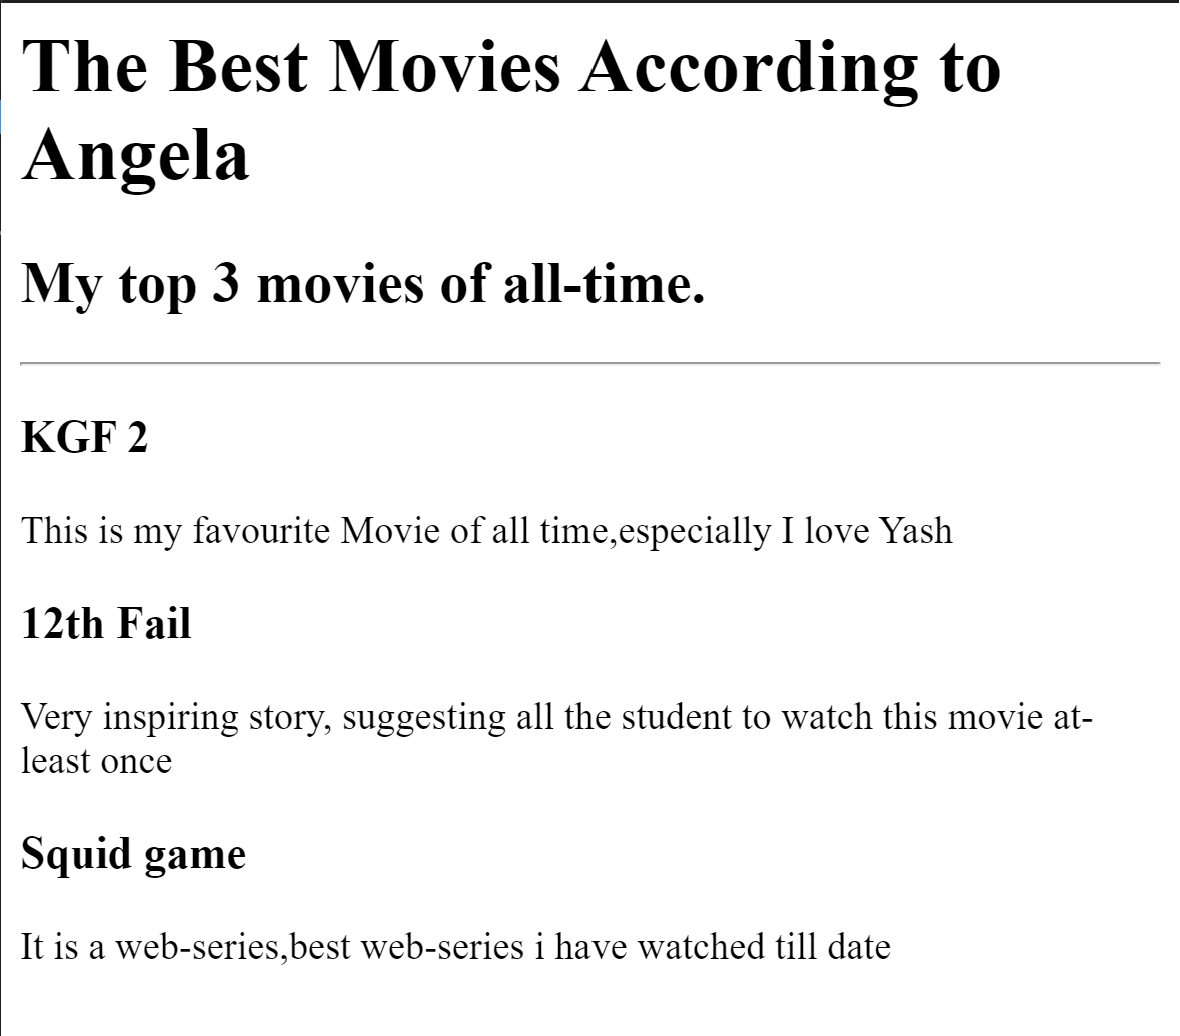 The Best Movies According to
Angela
My top 3 movies of all-time.
KGF 2
This is my favourite Movie of all time,especially I love Yash
12th Fail
Very inspiring story, suggesting all the student to watch this movie at-
least once
Squid game
It is a web-series,best web-series i have watched till date